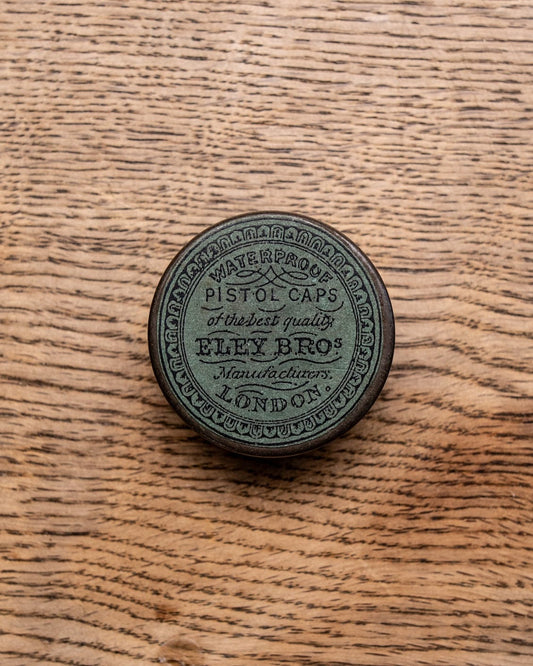 WATERPROOF
PISTOL CAPS
of the best quality,
ELEY BROS
Manufacturers.
LONDON.